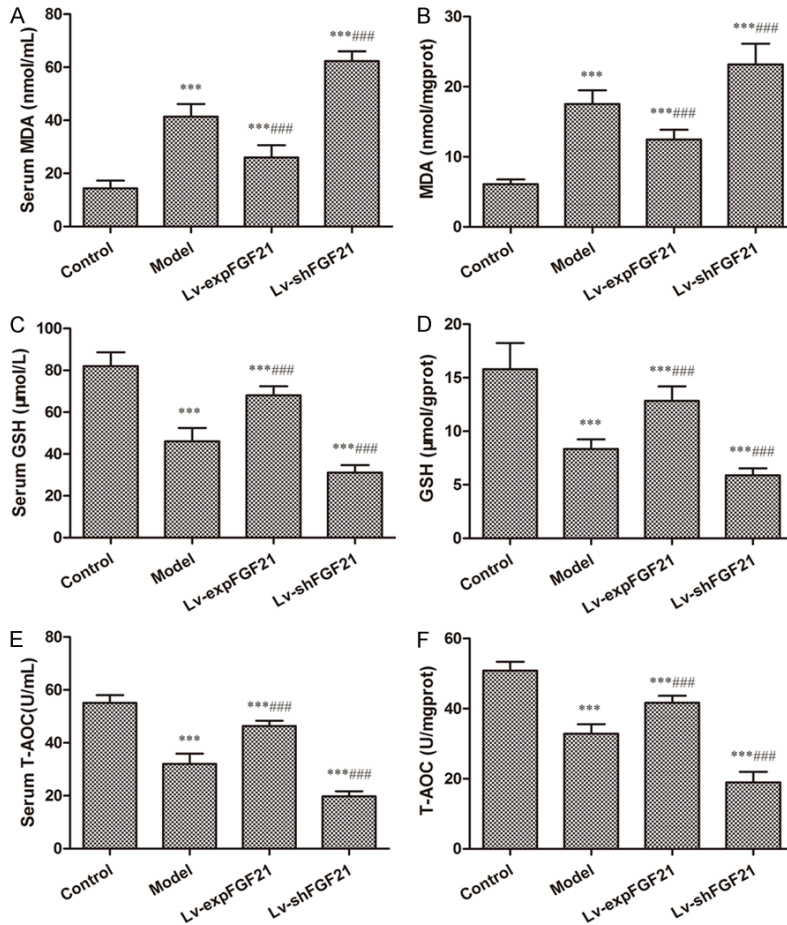 A
Serum MDA (nmol/mL)
80
60
40
20
0
***
***###
***###
Control
Model
Lv-expFGF21
Lv-shFGF21
B
MDA (nmol/mgprot)
30
20
10
0
***
***###
***###
Control
Model
Lv-expFGF21
Lv-shFGF21
C
Serum GSH (μmol/L)
100
80
60
40
20
0
***
***###
***###
Control
Model
Lv-expFGF21
Lv-shFGF21
D
GSH (μmol/gprot)
20
15
10
5
0
***
***###
***###
Control
Model
Lv-expFGF21
Lv-shFGF21
E
Serum T-AOC(U/mL)
80
60
40
20
0
***
***###
***###
Control
Model
Lv-expFGF21
Lv-shFGF21
F
T-AOC (U/mgprot)
60
40
20
0
***
***###
***###
Control
Model
Lv-expFGF21
Lv-shFGF21